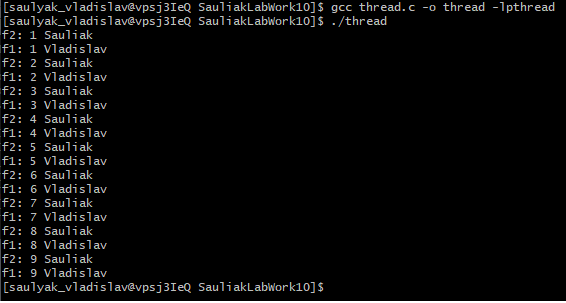 [saulyak_vladislav@vpsj3IeQ SauliakLabWork10]$ gcc thread.c -o thread -lpthread
[saulyak_vladislav@vpsj3IeQ SauliakLabWork10]$ ./thread
f2: 1 Sauliak
f1: 1 Vladislav
f2: 2 Sauliak
f1: 2 Vladislav
f2: 3 Sauliak
f1: 3 Vladislav
f2: 4 Sauliak
f1: 4 Vladislav
f2: 5 Sauliak
f1: 5 Vladislav
f2: 6 Sauliak
f1: 6 Vladislav
f2: 7 Sauliak
f1: 7 Vladislav
f2: 8 Sauliak
f1: 8 Vladislav
f2: 9 Sauliak
f1: 9 Vladislav
[saulyak_vladislav@vpsj3IeQ SauliakLabWork10]$